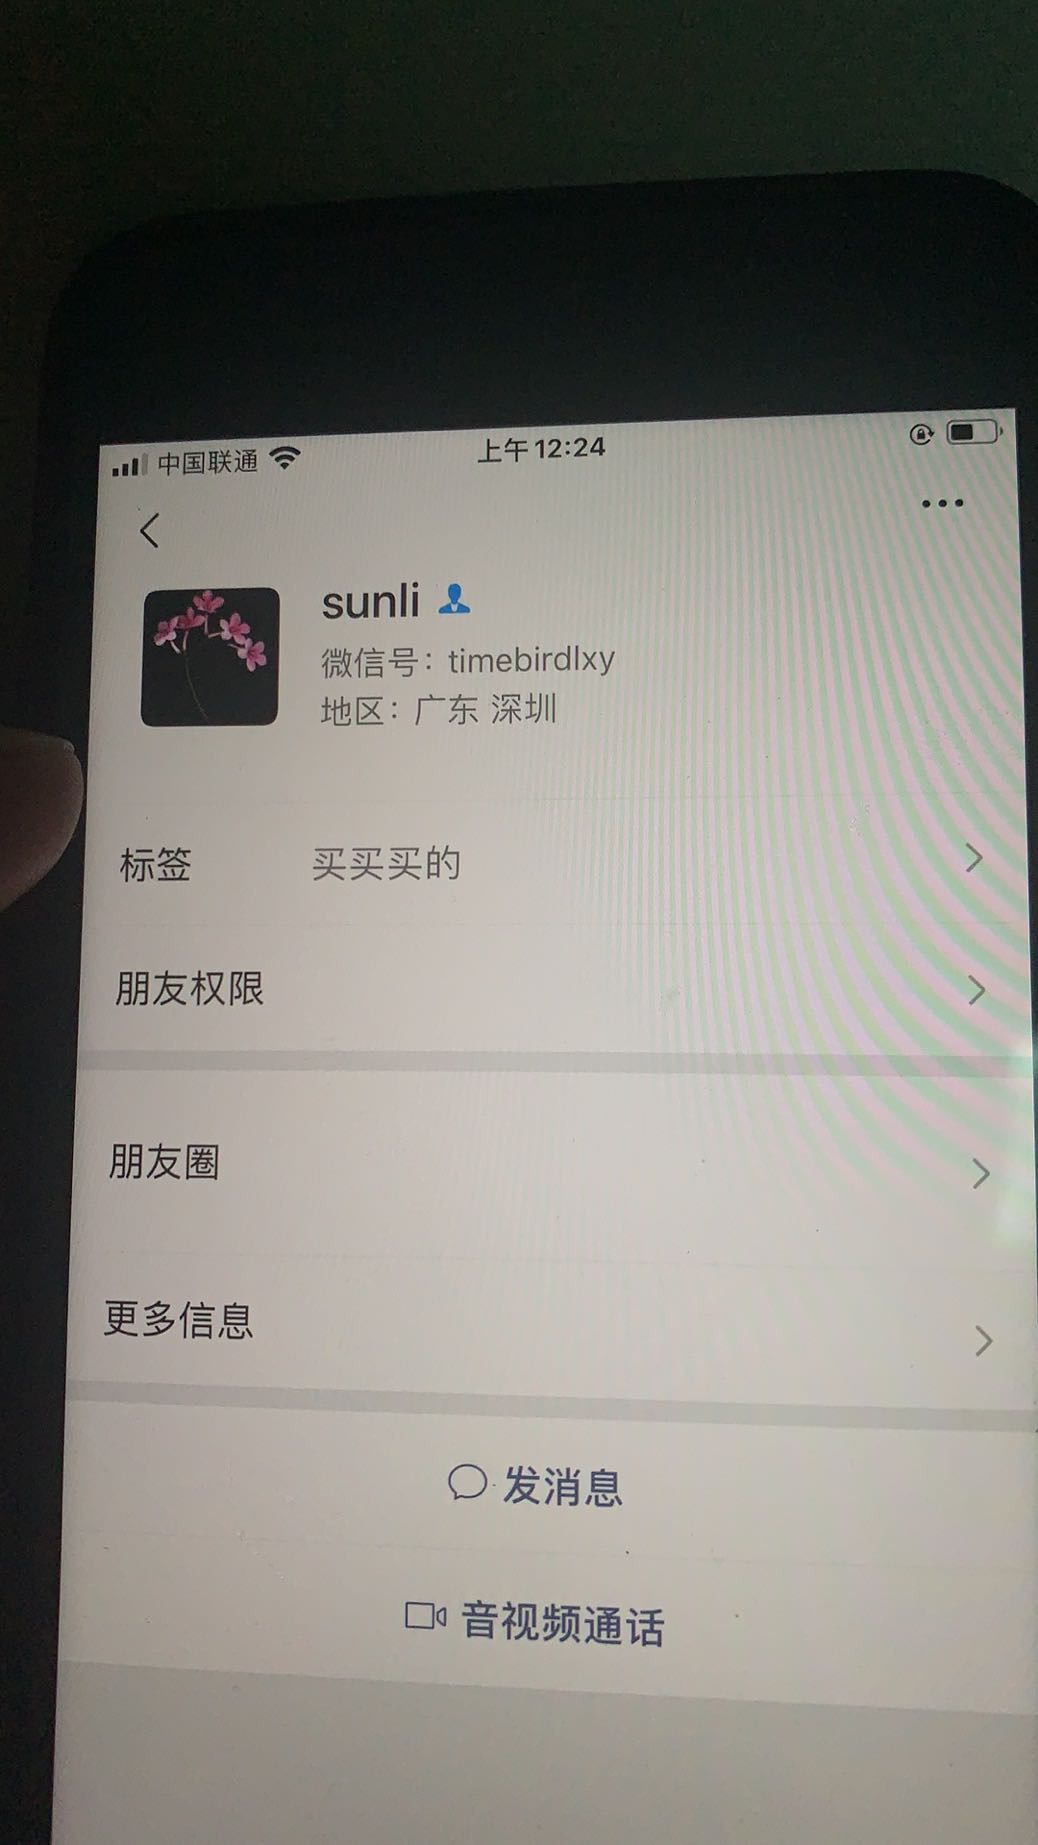 中国联通 上午12:24
sunli
微信号：timebirdlxy
地区：广东 深圳
标签 买买买的
朋友权限
朋友圈
更多信息
发消息
音视频通话